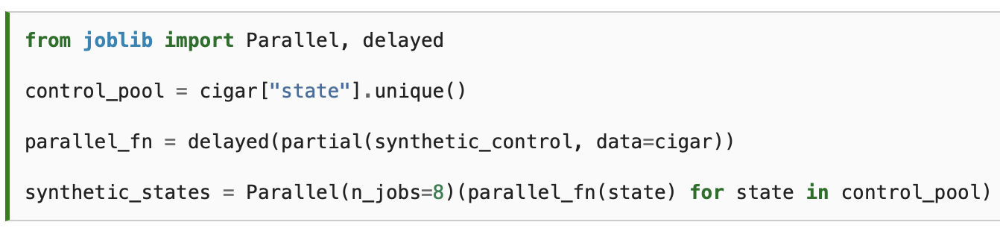 from joblib import Parallel, delayed
control_pool = cigar["state"].unique()
parallel_fn = delayed(partial(synthetic_control, data=cigar))
synthetic_states = Parallel(n_jobs=8)(parallel_fn(state) for state in control_pool)